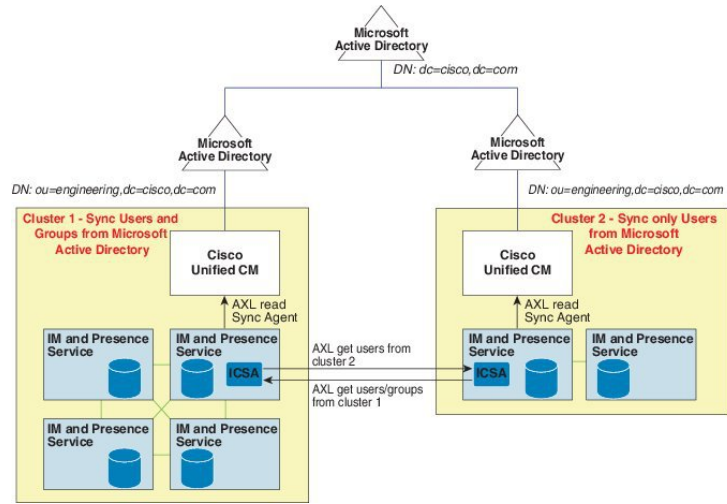 Microsoft
Active Directory
DN: dc=cisco,dc=com
Microsoft
Active Directory
Microsoft
Active Directory
DN: ou=engineering,dc=cisco,dc=com
DN: ou=engineering,dc=cisco,dc=com
Cluster 1 - Sync Users and
Groups from Microsoft
Active Directory
Cisco
Unified CM
AXL read
Sync Agent
IM and Presence
Service
IM and Presence
Service
ICSA
IM and Presence
Service
IM and Presence
Service
AXL get users from
cluster 2
AXL get users/groups
from cluster 1
Cluster 2 - Sync only Users
from Microsoft
Active Directory
Cisco
Unified CM
AXL read
Sync Agent
IM and Presence
Service
ICSA
IM and Presence
Service